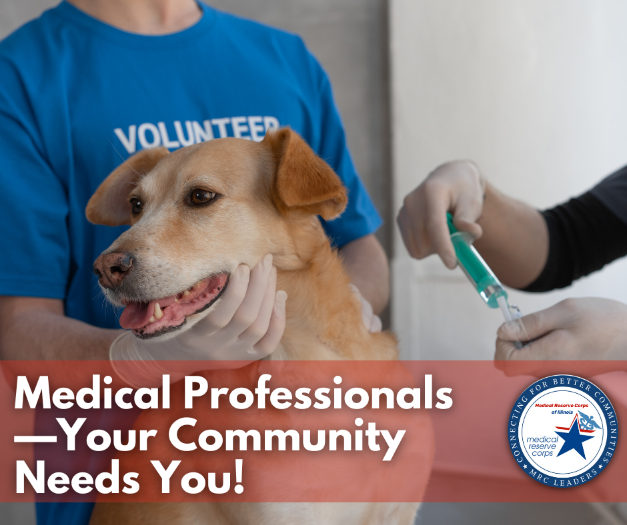 VOLUNTEER
Medical Professionals
—Your Community
Needs You!
CONNECTING FOR BETTER COMMUNITIES
Medical Reserve Corps
of Illinois
medical
reserve
corps
MRC LEADERS